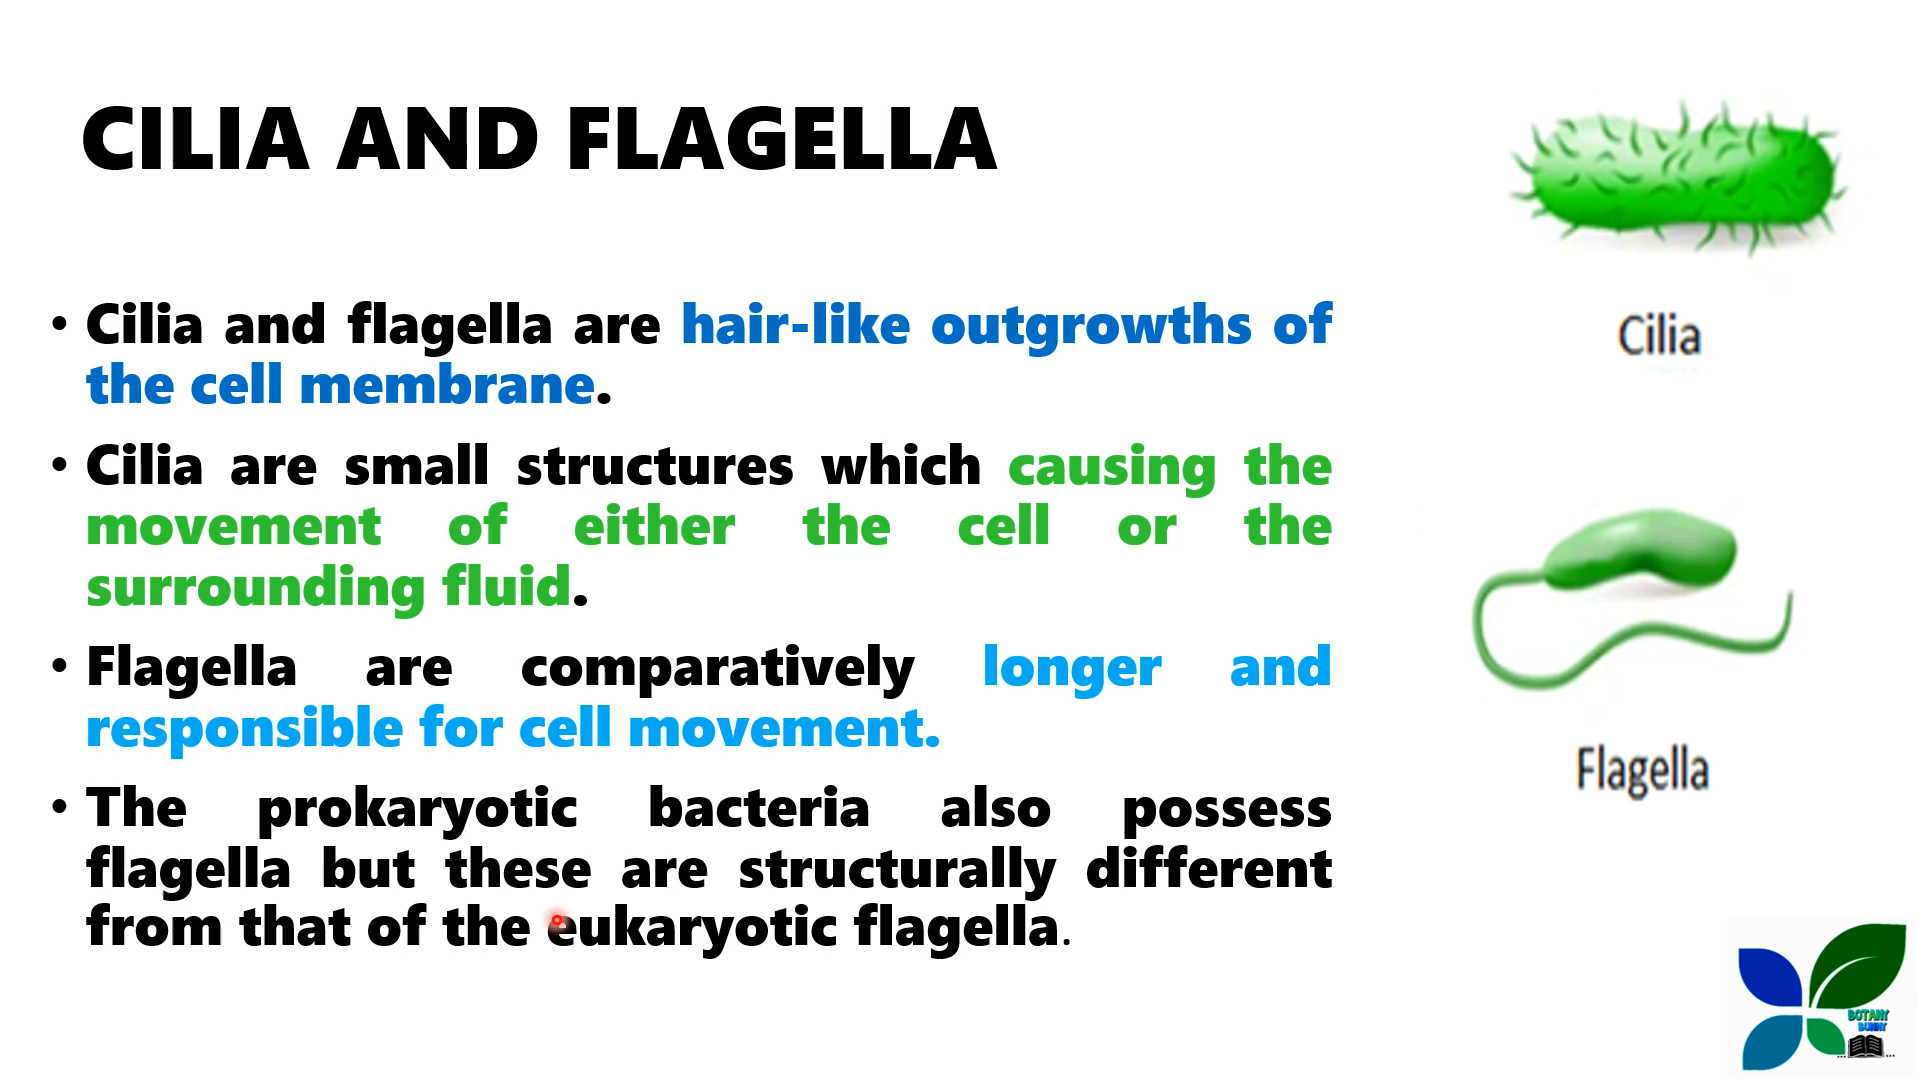 CILIA AND FLAGELLA
• Cilia and flagella are hair-like outgrowths of
the cell membrane.
• Cilia are small structures which causing the
movement of either the cell or the
surrounding fluid.
• Flagella are comparatively longer and
responsible for cell movement.
• The prokaryotic bacteria also possess
flagella but these are structurally different
from that of the eukaryotic flagella.
Cilia
Flagella
BOTANY
BUNNY